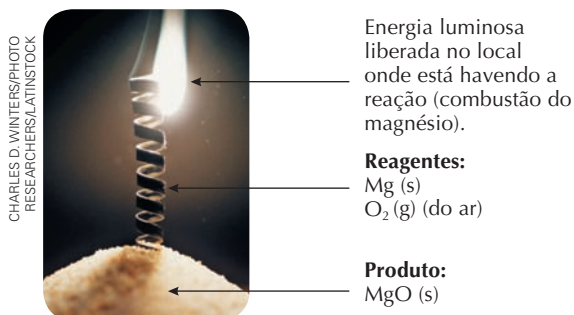 CHARLES D. WINTERS/PHOTO
RESEARCHERS/LATINSTOCK
Energia luminosa
liberada no local
onde está havendo a
reação (combustão do
magnésio).
Reagentes:
Mg (s)
O₂ (g) (do ar)
Produto:
MgO (s)